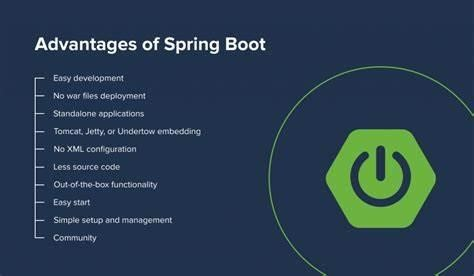 Advantages of Spring Boot
Easy development
No war files deployment
Standalone applications
Tomcat, Jetty, or Undertow embedding
No XML configuration
Less source code
Out-of-the-box functionality
Easy start
Simple setup and management
Community